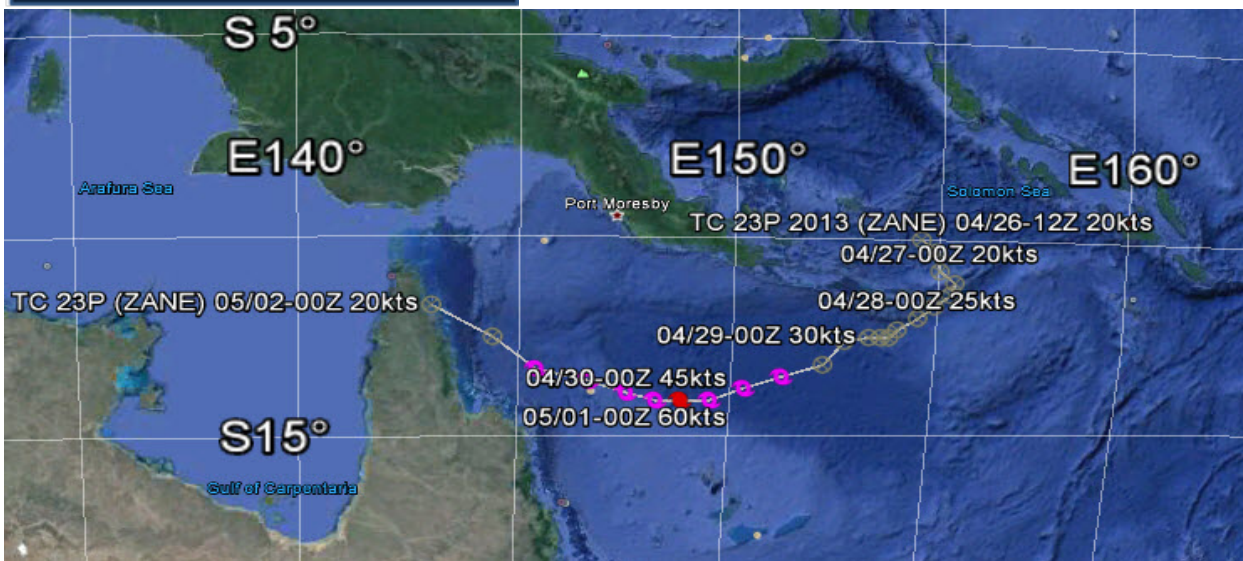 S 5°
E140°
E150°
E160°
Arafura Sea
Solomon Sea
Port Moresby
TC 23P 2013 (ZANE) 04/26-12Z 20kts
04/27-00Z 20kts
TC 23P (ZANE) 05/02-00Z 20kts
04/28-00Z 25kts
04/29-00Z 30kts
04/30-00Z 45kts
05/01-00Z 60kts
S15°
Gulf of Carpentaria